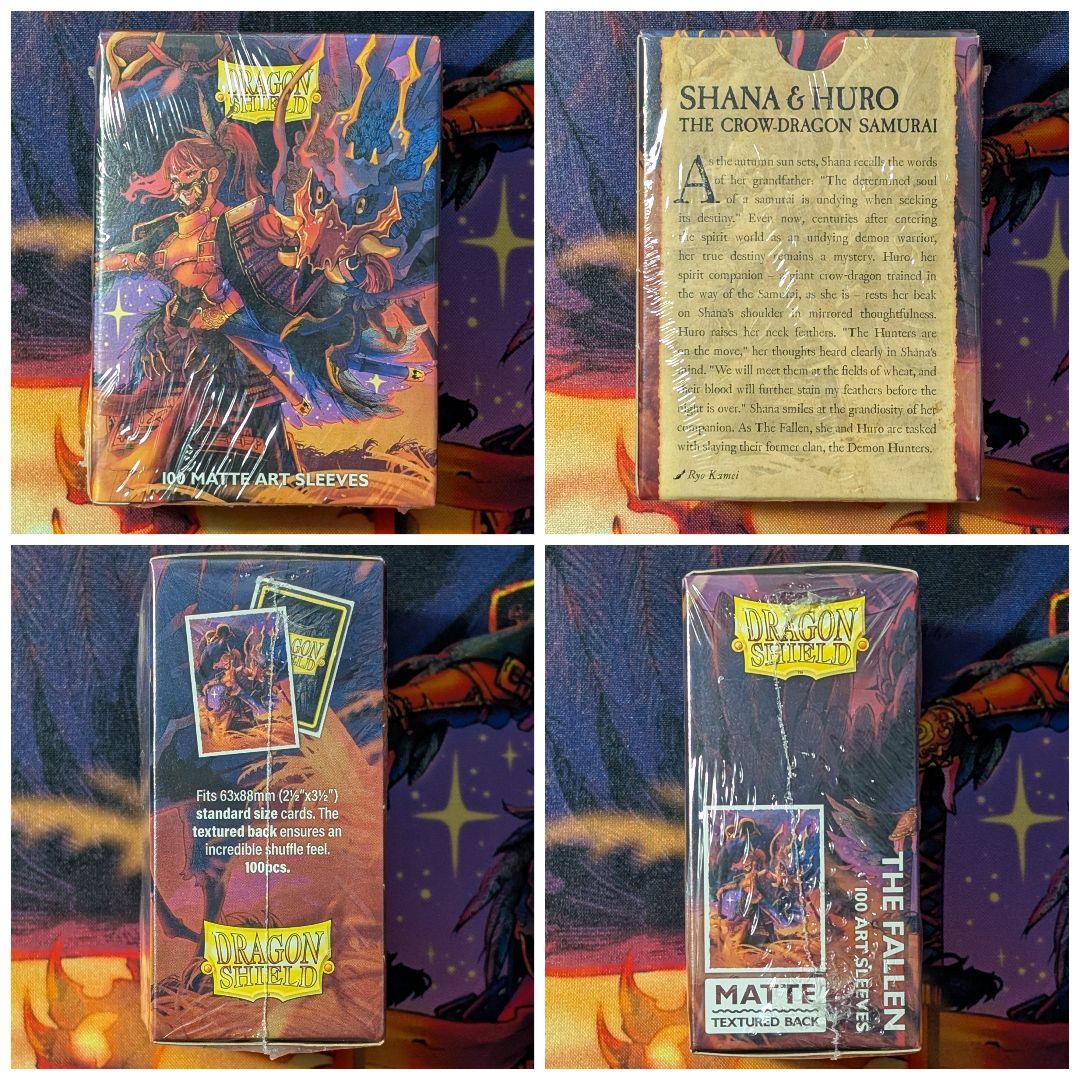 DRAGON
SHIELD
100 MATTE ART SLEEVES
SHANA & HURO
THE CROW-DRAGON SAMURAI
As the autumn sun sets, Shana recalls the words
of her grandfather: "The determined soul
of a samurai is undying when seeking
its destiny." Even now, centuries after entering
the spirit world as an undying demon warrior,
her true destiny remains a mystery. Huro, her
spirit companion – a giant crow-dragon trained in
the way of the Samurai, as she is – rests her beak
on Shana's shoulder in mirrored thoughtfulness.
Huro raises her neck feathers. "The Hunters are
on the move," her thoughts heard clearly in Shana's
mind. "We will meet them at the fields of wheat, and
their blood will further stain my feathers before the
night is over." Shana smiles at the grandiosity of her
companion. As The Fallen, she and Huro are tasked
with slaying their former clan, the Demon Hunters.
Ryo Kamei
Fits 63x88mm (2½"x3½")
standard size cards. The
textured back ensures an
incredible shuffle feel.
100pcs.
DRAGON
SHIELD
DRAGON
SHIELD
THE FALLEN
100 ART SLEEVES
MATTE
TEXTURED BACK